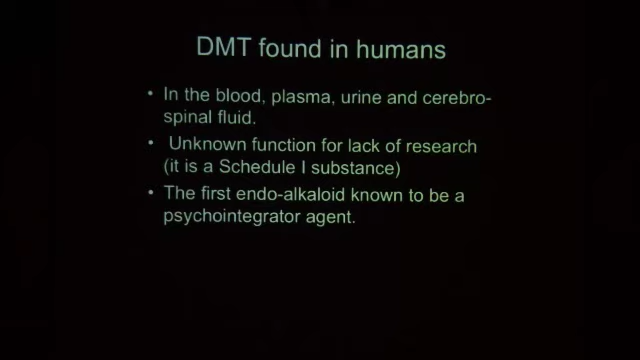 DMT found in humans
• In the blood, plasma, urine and cerebro-
spinal fluid.
• Unknown function for lack of research
(it is a Schedule I substance)
• The first endo-alkaloid known to be a
psychointegrator agent.